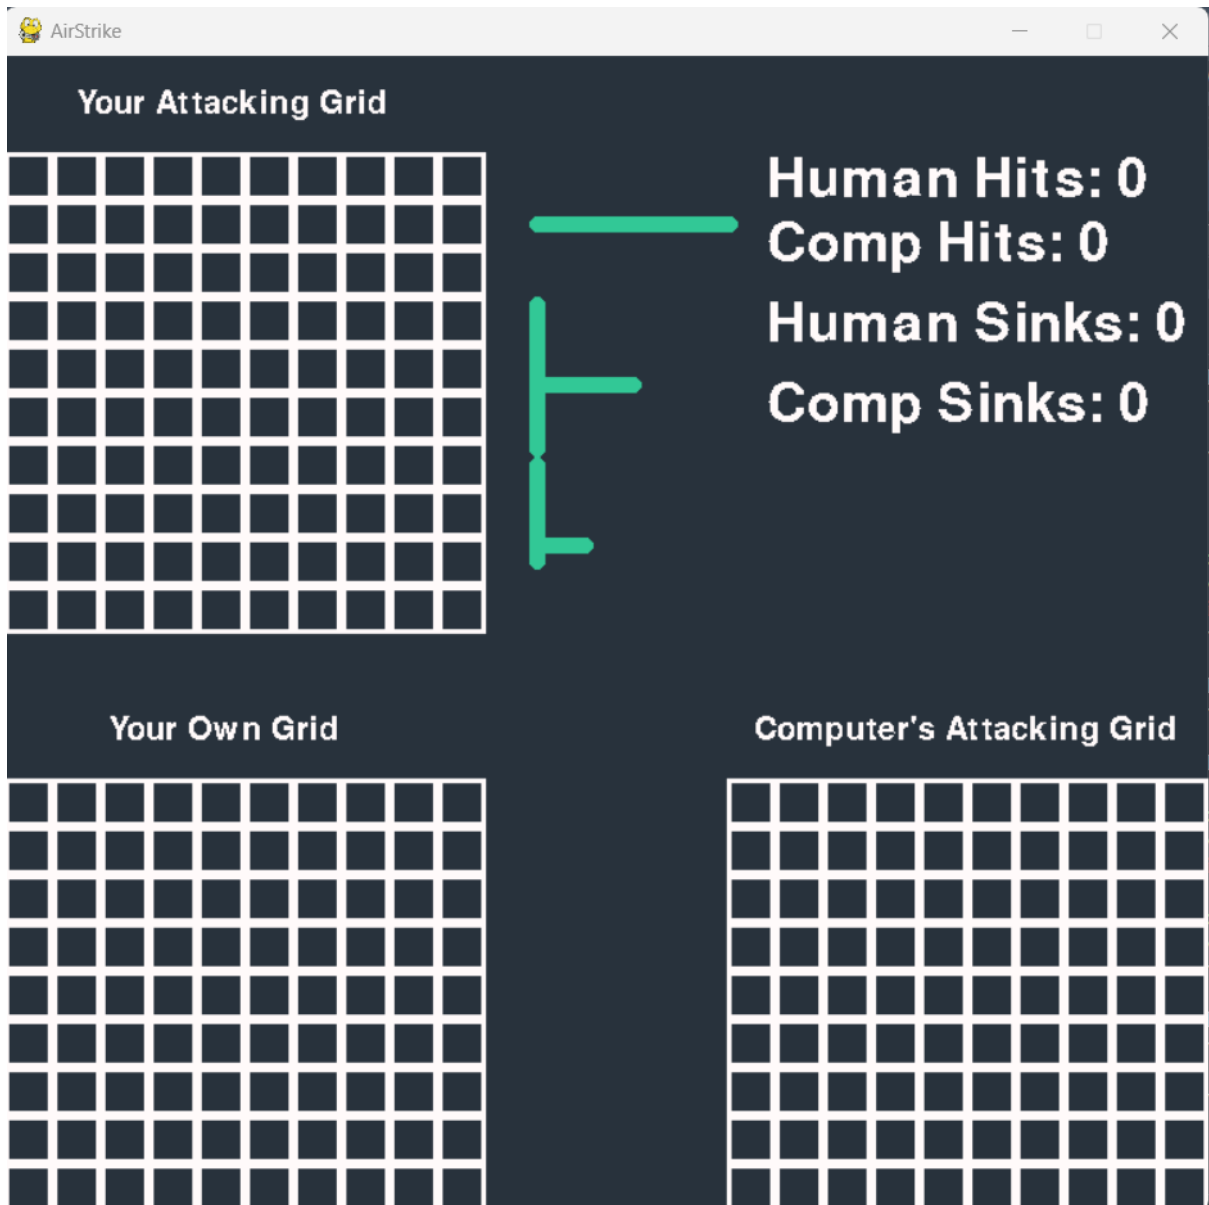 AirStrike
Your Attacking Grid
Human Hits: 0
Comp Hits: 0
Human Sinks: 0
Comp Sinks: 0
Your Own Grid
Computer's Attacking Grid